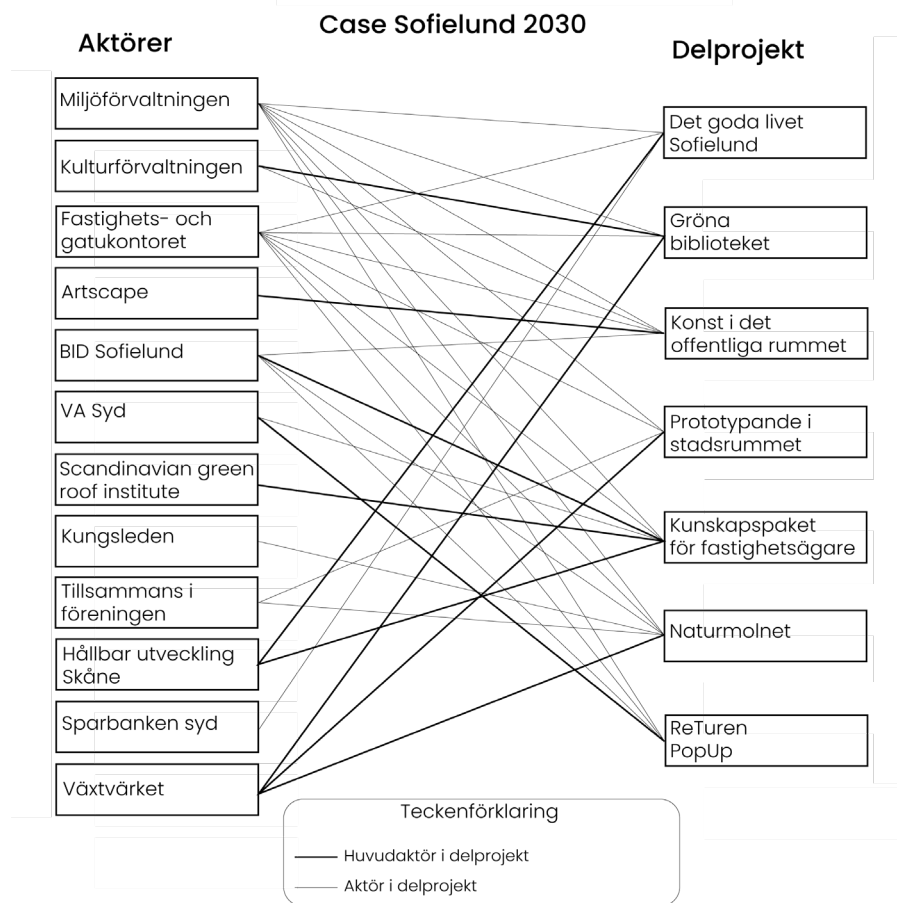 Case Sofielund 2030
Aktörer
Delprojekt
Miljöförvaltningen
Kulturförvaltningen
Fastighets- och
gatukontoret
Artscape
BID Sofielund
VA Syd
Scandinavian green
roof institute
Kungsleden
Tillsammans i
föreningen
Hållbar utveckling
Skåne
Sparbanken syd
Växtvärket
Det goda livet
Sofielund
Gröna
biblioteket
Konst i det
offentliga rummet
Prototypande i
stadsrummet
Kunskapspaket
för fastighetsägare
Naturmolnet
ReTuren
PopUp
Teckenförklaring
Huvudaktör i delprojekt
Aktör i delprojekt